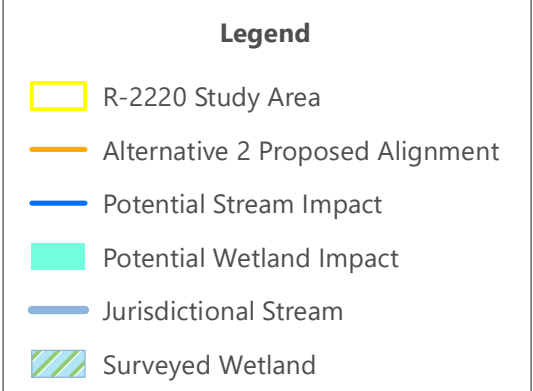 Legend
R-2220 Study Area
Alternative 2 Proposed Alignment
Potential Stream Impact
Potential Wetland Impact
Jurisdictional Stream
Surveyed Wetland